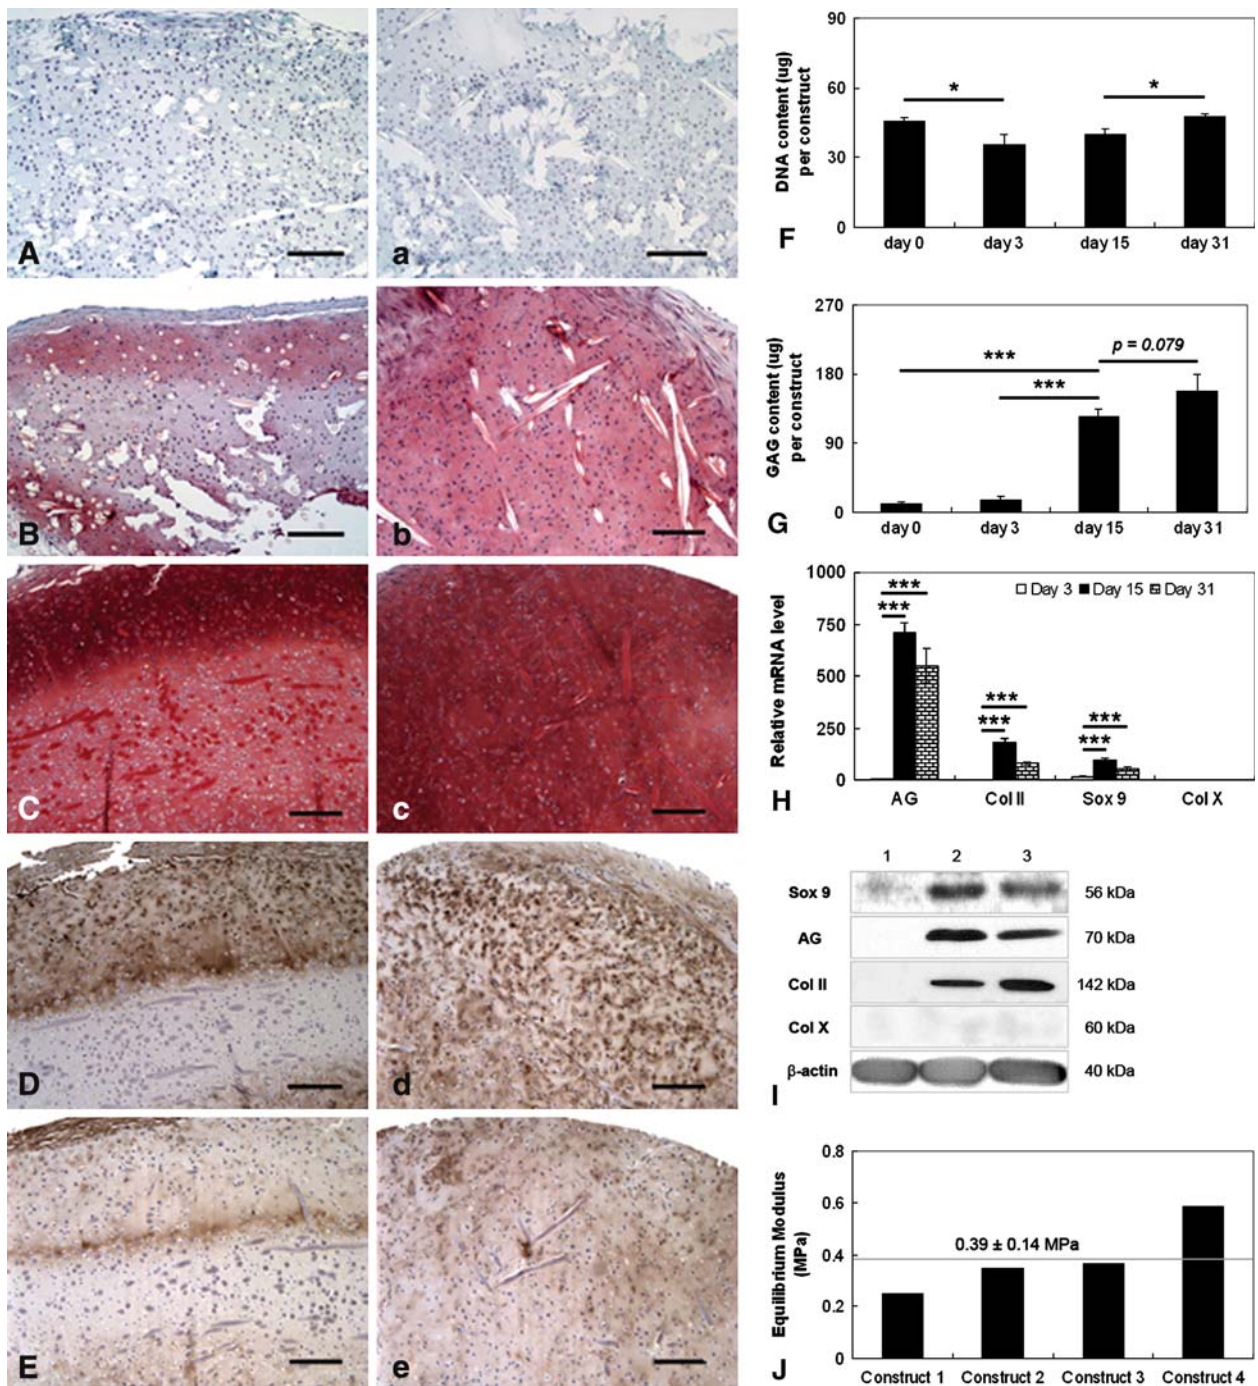 A
a
B
b
C
c
D
d
E
e
90
60
30
0
DNA content (ug)
per construct
*
*
day 0
day 3
day 15
day 31
F
270
180
90
0
GAG content (ug)
per construct
***
***
p = 0.079
day 0
day 3
day 15
day 31
G
1000
750
500
250
0
Relative mRNA level
Day 3
Day 15
Day 31
***
***
***
***
***
***
AG
Col II
Sox 9
Col X
H
1 2 3
Sox 9 56 kDa
AG 70 kDa
Col II 142 kDa
Col X 60 kDa
β-actin 40 kDa
I
0.8
0.6
0.4
0.2
0
Equilibrium Modulus
(MPa)
0.39 ± 0.14 MPa
Construct 1
Construct 2
Construct 3
Construct 4
J